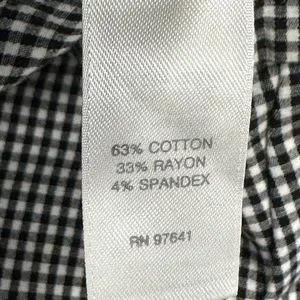 63% COTTON
33% RAYON
4% SPANDEX
RN 97641